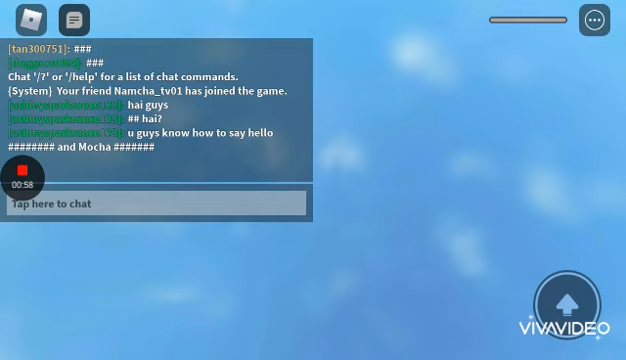 [tan300751]: ###
###
Chat '/?' or '/help' for a list of chat commands.
{System} Your friend Namcha_tv01 has joined the game.
hai guys
## hai?
u guys know how to say hello
######## and Mocha #######
00:58
Tap here to chat
VIVAVIDEO